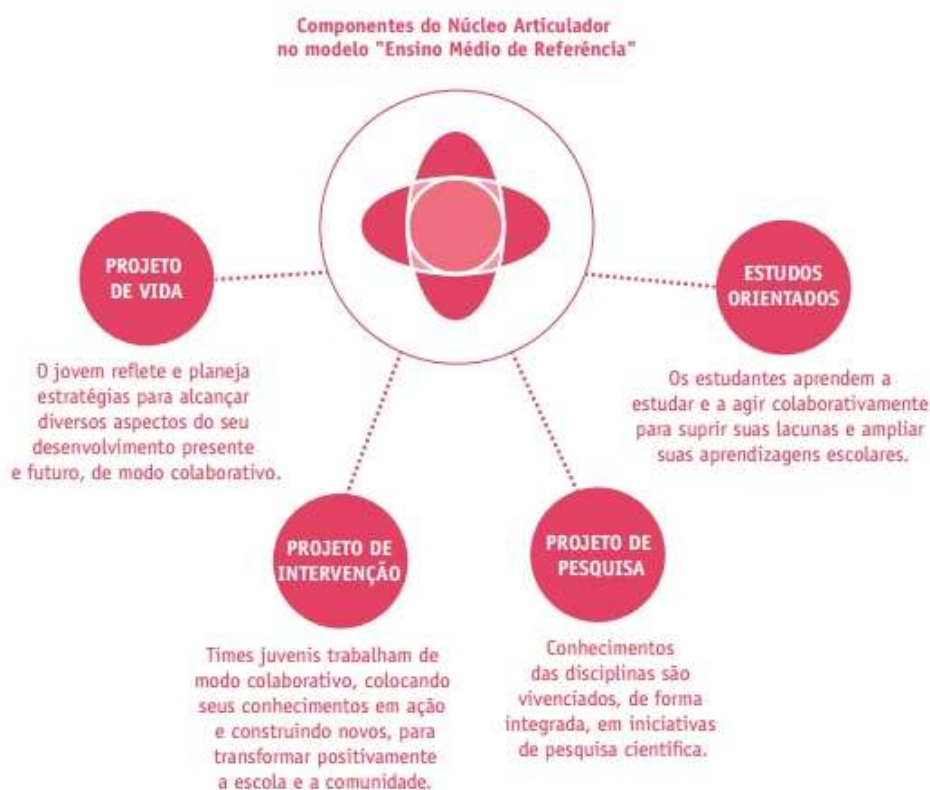 Componentes do Núcleo Articulador
no modelo "Ensino Médio de Referência"
PROJETO
DE VIDA
O jovem reflete e planeja
estratégias para alcançar
diversos aspectos do seu
desenvolvimento presente
e futuro, de modo colaborativo.
PROJETO DE
INTERVENÇÃO
Times juvenis trabalham de
modo colaborativo, colocando
seus conhecimentos em ação
e construindo novos, para
transformar positivamente
a escola e a comunidade.
PROJETO DE
PESQUISA
Conhecimentos
das disciplinas são
vivenciados, de forma
integrada, em iniciativas
de pesquisa científica.
ESTUDOS
ORIENTADOS
Os estudantes aprendem a
estudar e a agir colaborativamente
para suprir suas lacunas e ampliar
suas aprendizagens escolares.